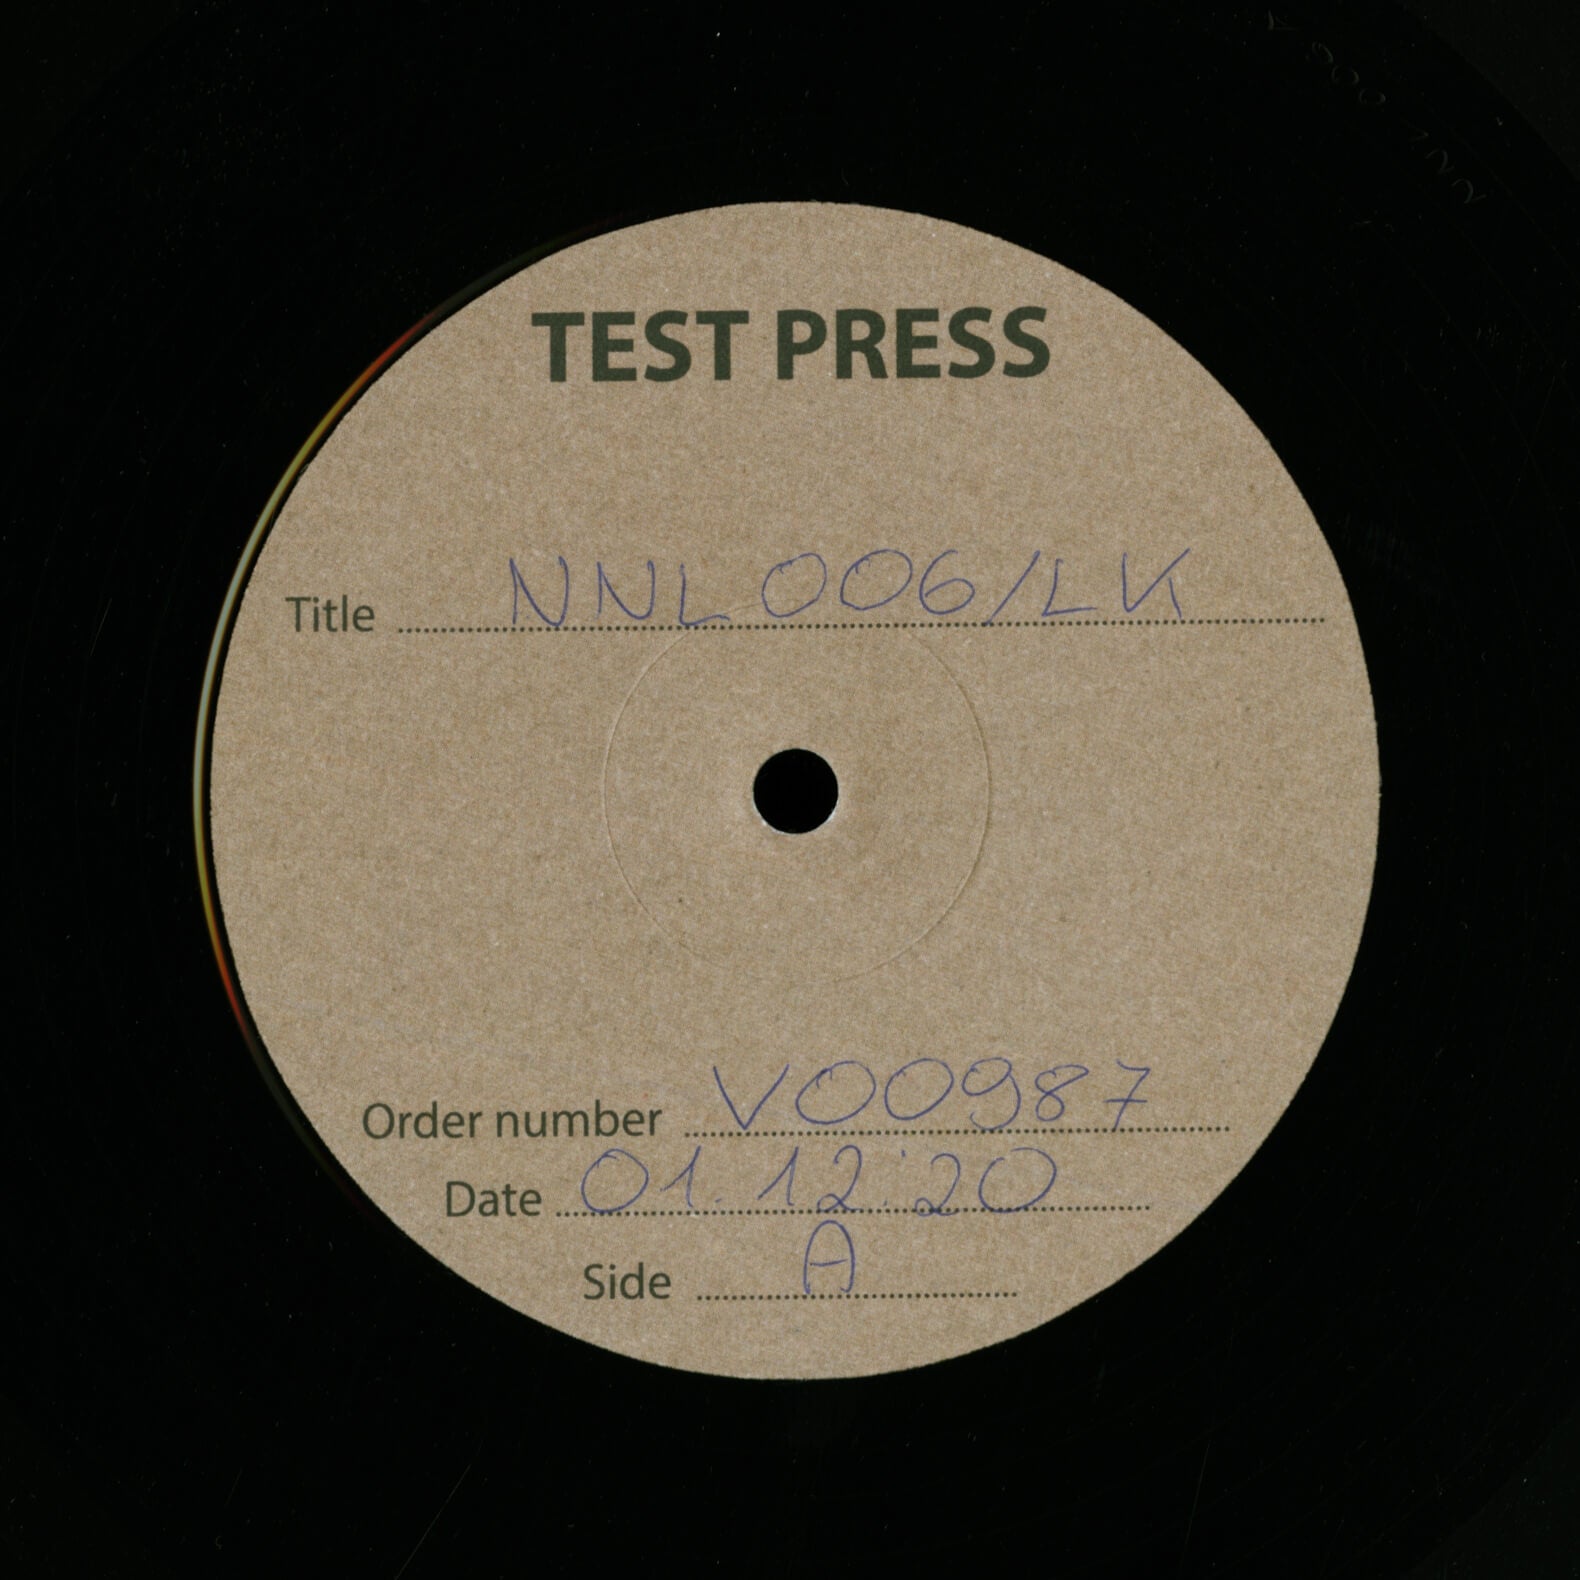 TEST PRESS
Title NNL006/LK
Order number V00987
Date 01.12.20
Side A